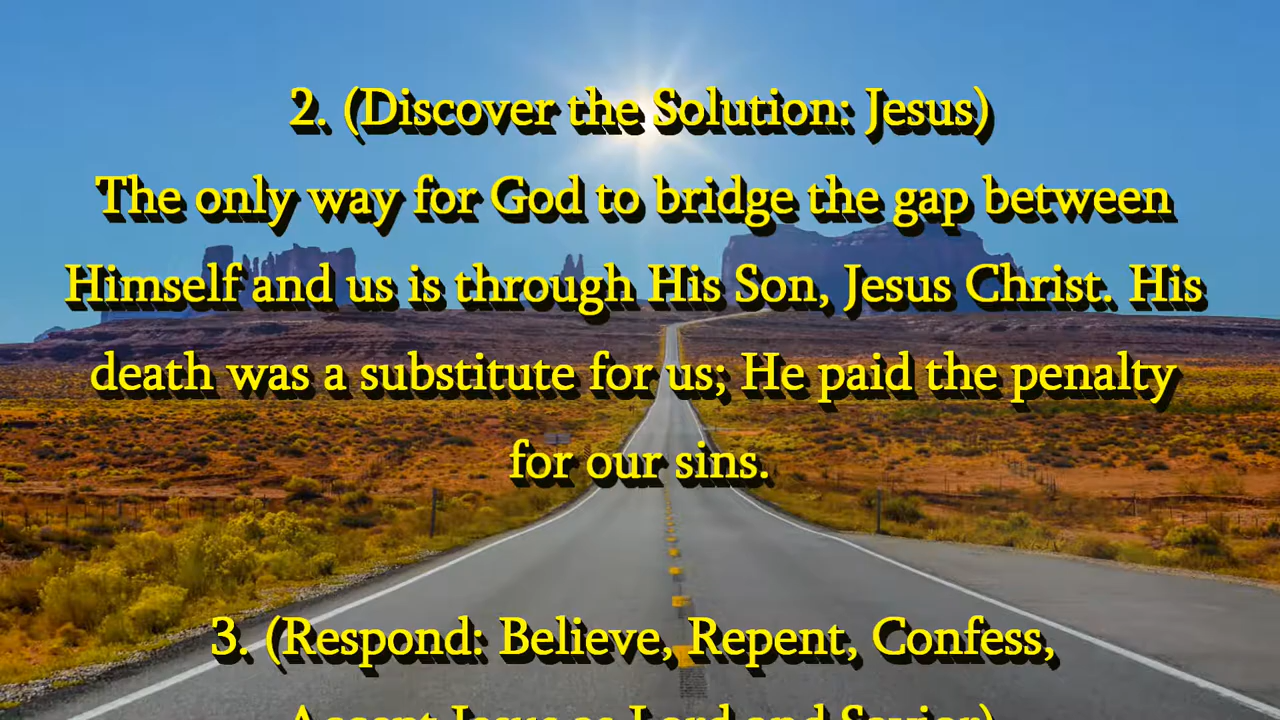 2. (Discover the Solution: Jesus)
The only way for God to bridge the gap between
Himself and us is through His Son, Jesus Christ. His
death was a substitute for us; He paid the penalty
for our sins.
3. (Respond: Believe, Repent, Confess,
Accept Jesus as Lord and Savior)